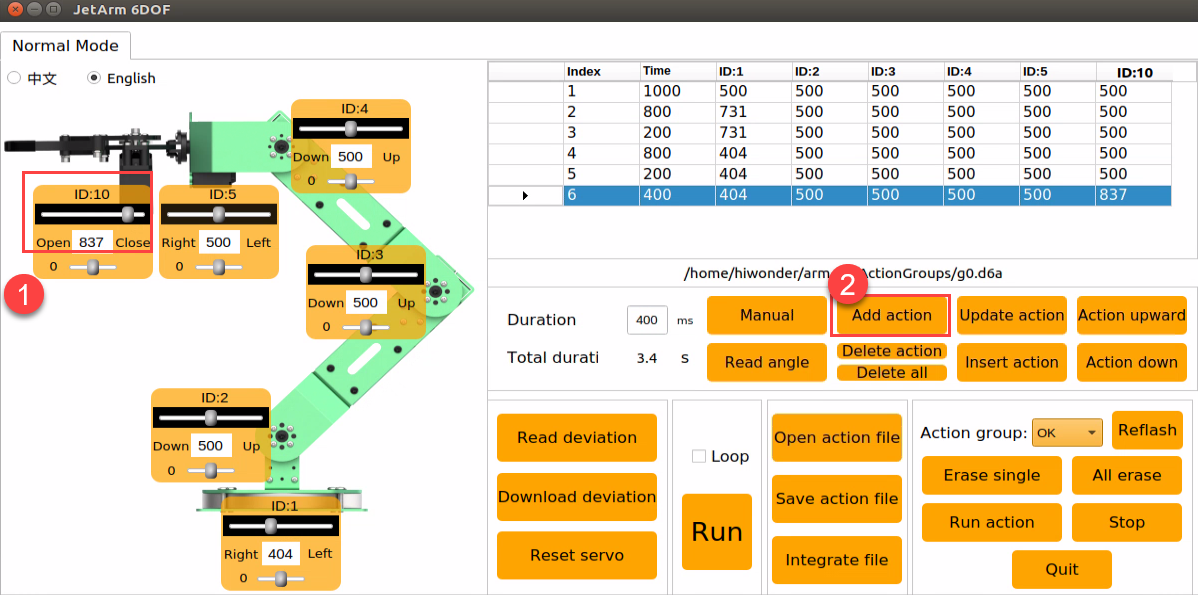 JetArm 6DOF
Normal Mode
中文 English
ID:4
Down 500 Up
0
ID:10
Open 837 Close
0
ID:5
Right 500 Left
0
1
ID:3
Down 500 Up
0
ID:2
Down 500 Up
0
ID:1
Right 404 Left
0
Index Time ID:1 ID:2 ID:3 ID:4 ID:5 ID:10
1 1000 500 500 500 500 500 500
2 800 731 500 500 500 500 500
3 200 731 500 500 500 500 500
4 800 404 500 500 500 500 500
5 200 404 500 500 500 500 500
6 400 404 500 500 500 500 837
/home/hiwonder/arm ActionGroups/g0.d6a
2
Duration 400 ms
Total durati 3.4 s
Manual Add action Update action Action upward
Read angle Delete action Insert action Action down
Delete all
Read deviation
Download deviation
Reset servo
Loop
Run
Open action file
Save action file
Integrate file
Action group: OK Reflash
Erase single All erase
Run action Stop
Quit